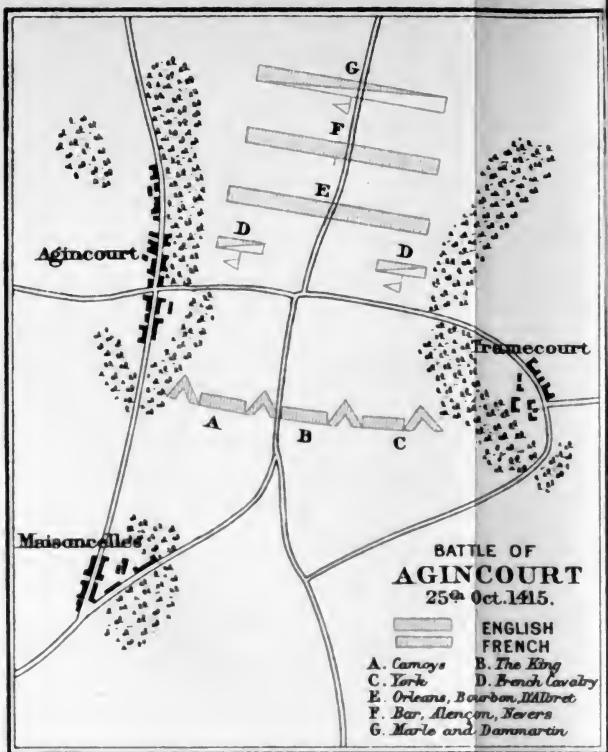 G
F
E
D
D
Agincourt
Tramecourt
A
B
C
Maisoncelles
BATTLE OF
AGINCOURT
25th Oct. 1415.
ENGLISH
FRENCH
A. Camoys B. The King
C. York D. French Cavalry
E. Orleans, Bourbon, D'Albret
F. Bar, Alençon, Nevers
G. Marle and Dammartin